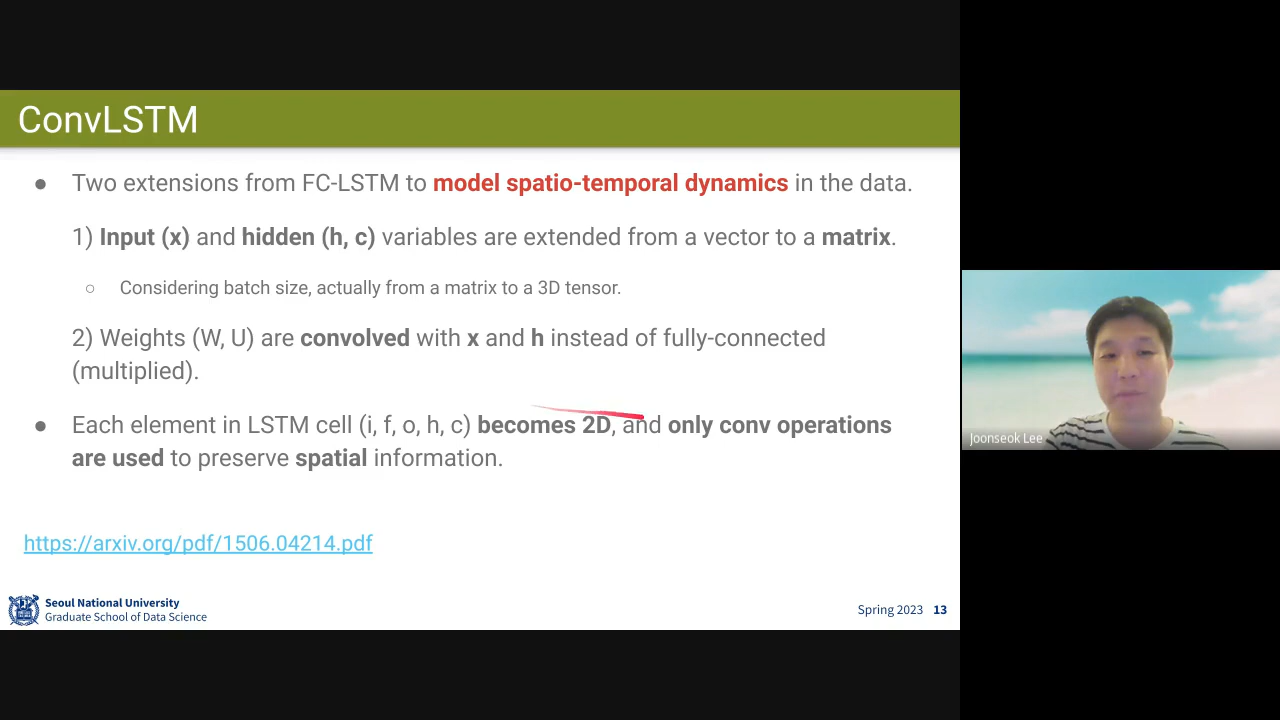 ConvLSTM
● Two extensions from FC-LSTM to model spatio-temporal dynamics in the data.
1) Input (x) and hidden (h, c) variables are extended from a vector to a matrix.
○ Considering batch size, actually from a matrix to a 3D tensor.
2) Weights (W, U) are convolved with x and h instead of fully-connected
(multiplied).
● Each element in LSTM cell (i, f, o, h, c) becomes 2D, and only conv operations
are used to preserve spatial information.
https://arxiv.org/pdf/1506.04214.pdf
Seoul National University
Graduate School of Data Science
Spring 2023 13
Joonseok Lee